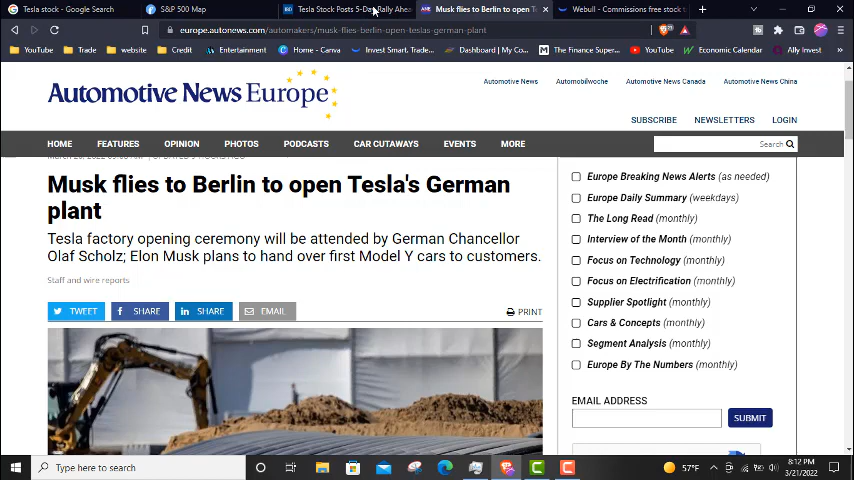 Tesla stock - Google Search
S&P 500 Map
Tesla Stock Posts 5-Day Rally Ahea
Musk flies to Berlin to open T
Webull - Commissions free stock t
europe.autonews.com/automakers/musk-flies-berlin-open-teslas-german-plant
YouTube
Trade
website
Credit
Entertainment
Home - Canva
Invest Smart Trade...
Dashboard | My Co...
The Finance Super...
YouTube
Economic Calendar
Ally Invest
Automotive News Europe
Automotive News
Automobilwoche
Automotive News Canada
Automotive News China
SUBSCRIBE
NEWSLETTERS
LOGIN
HOME
FEATURES
OPINION
PHOTOS
PODCASTS
CAR CUTAWAYS
EVENTS
MORE
Search
Musk flies to Berlin to open Tesla's German
plant
Tesla factory opening ceremony will be attended by German Chancellor
Olaf Scholz; Elon Musk plans to hand over first Model Y cars to customers.
Staff and wire reports
TWEET
SHARE
SHARE
EMAIL
PRINT
Europe Breaking News Alerts (as needed)
Europe Daily Summary (weekdays)
The Long Read (monthly)
Interview of the Month (monthly)
Focus on Technology (monthly)
Focus on Electrification (monthly)
Supplier Spotlight (monthly)
Cars & Concepts (monthly)
Segment Analysis (monthly)
Europe By The Numbers (monthly)
EMAIL ADDRESS
SUBMIT
Type here to search
57°F
8:12 PM
3/21/2022